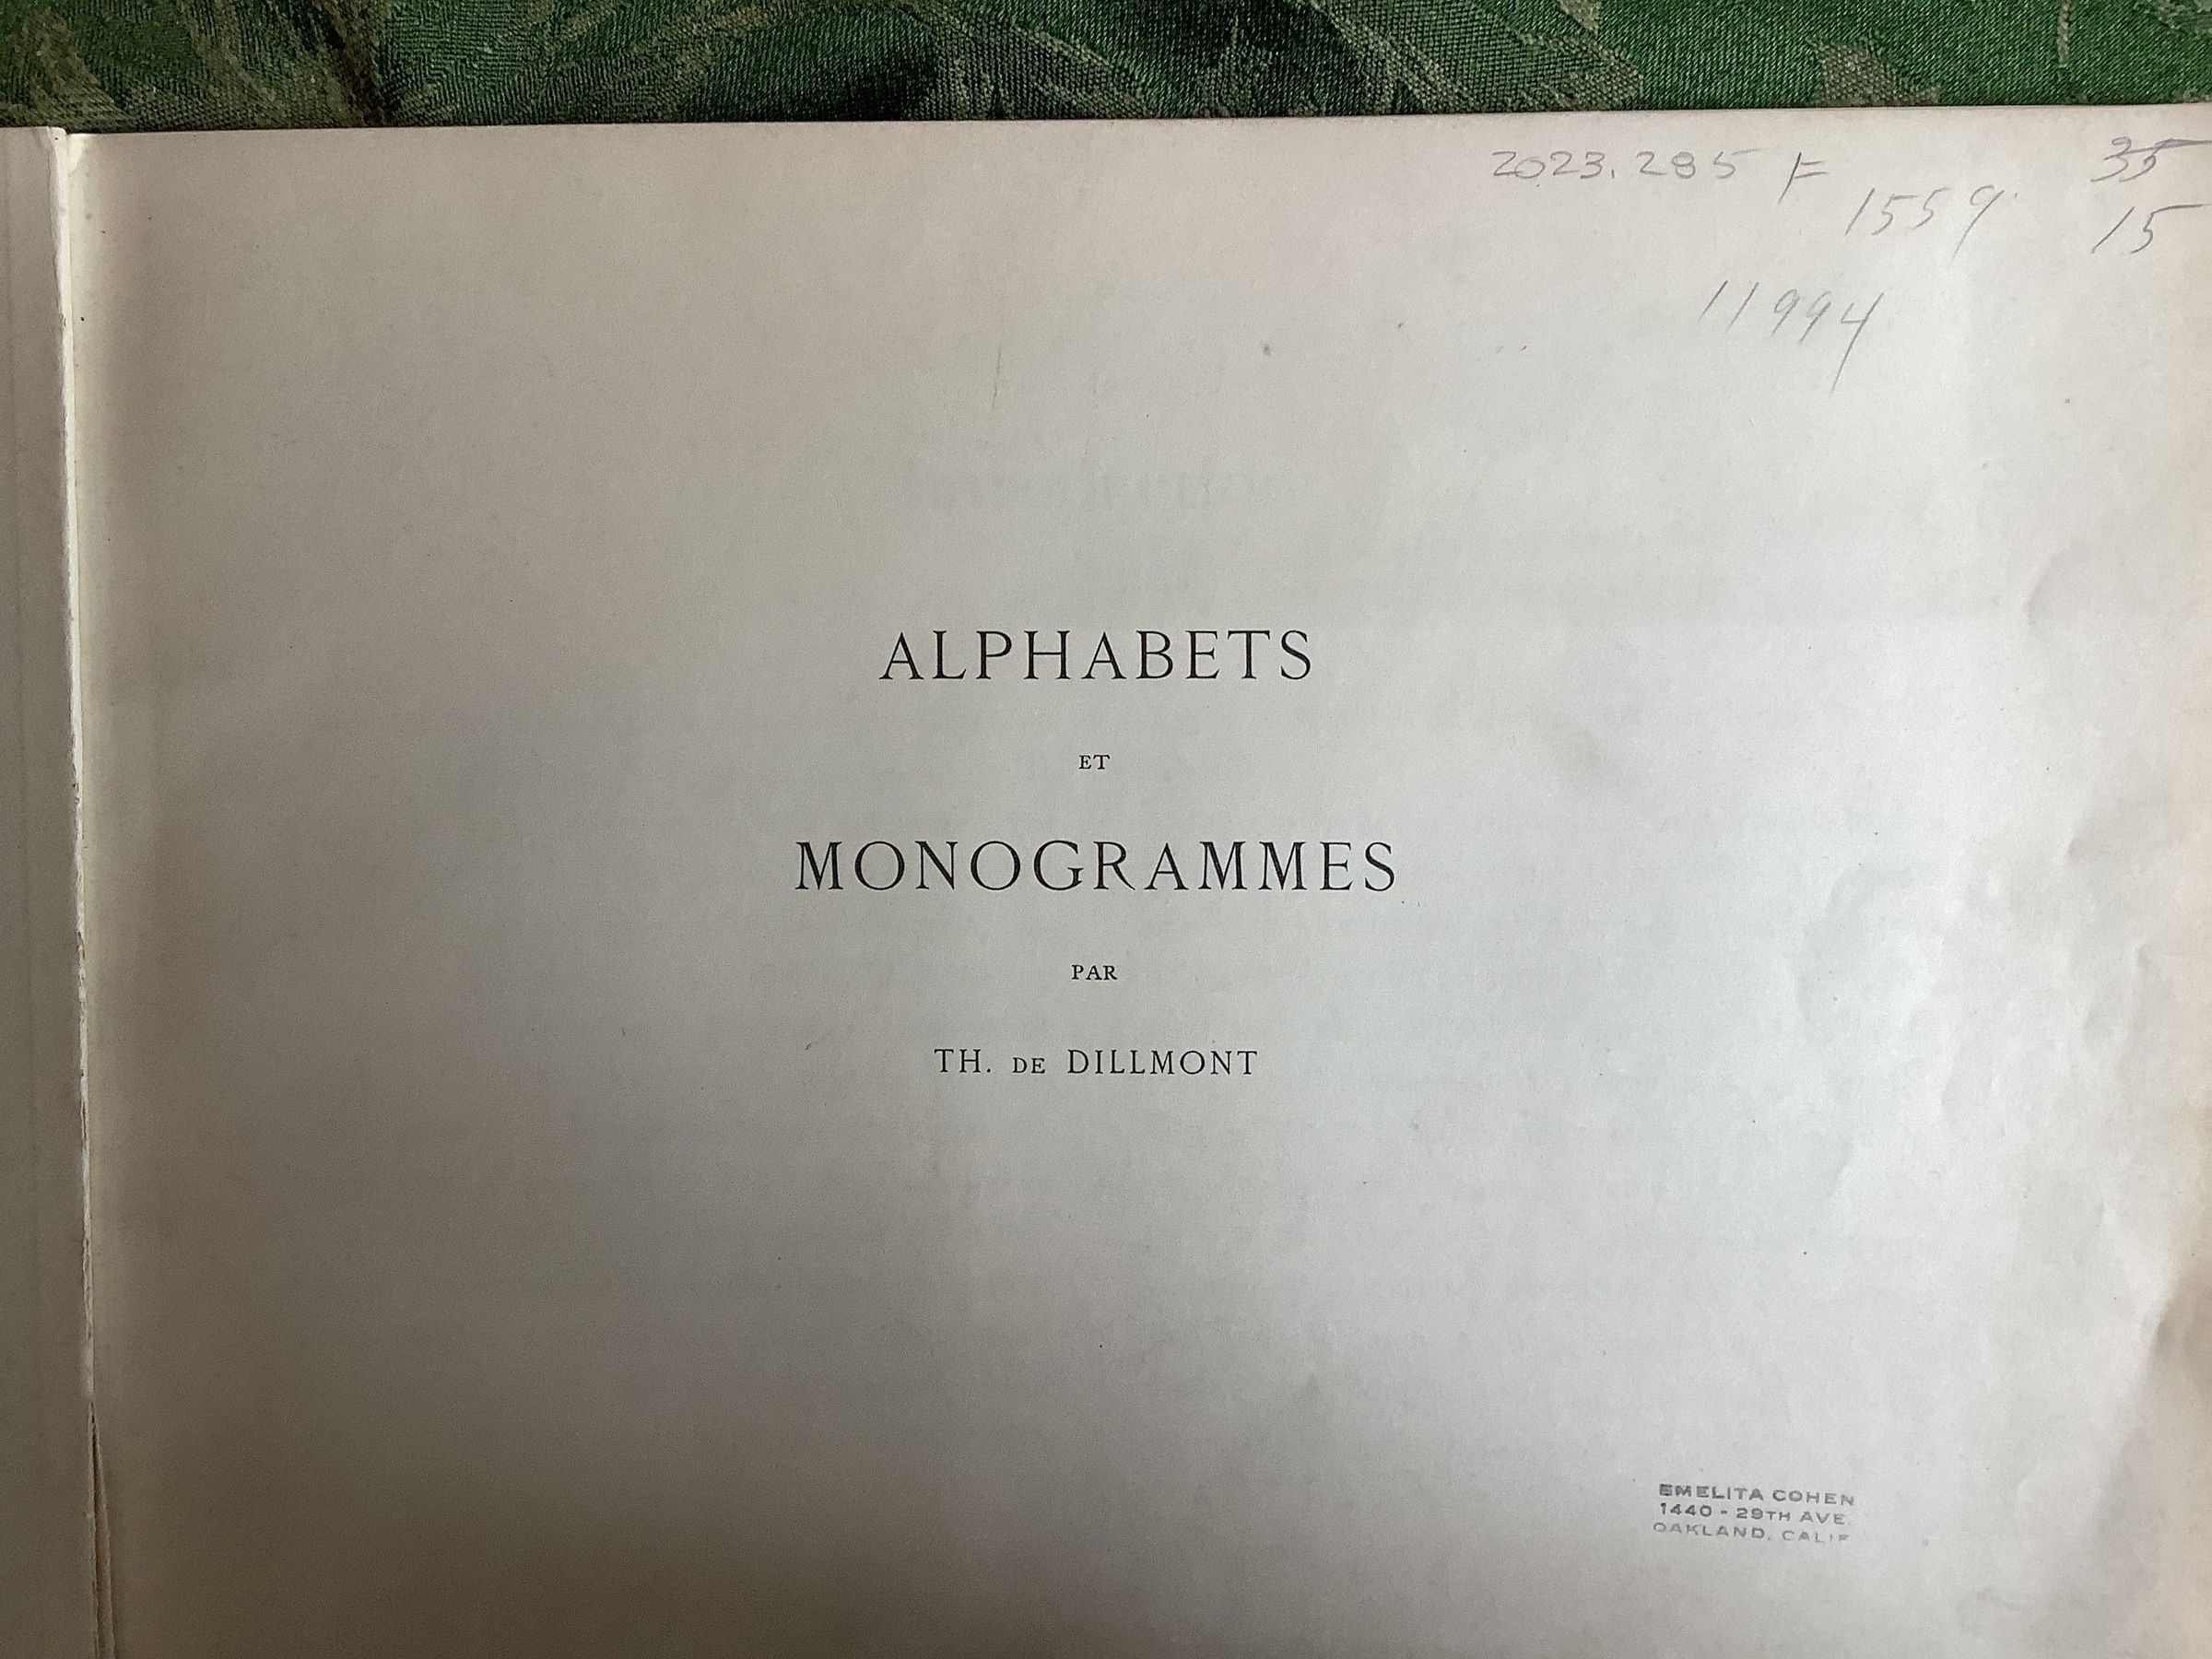 2023.285 F
35
1559.
15
11994
ALPHABETS
ET
MONOGRAMMES
PAR
TH. DE DILLMONT
EMELITA COHEN
1440 - 29TH AVE.
OAKLAND, CALIF